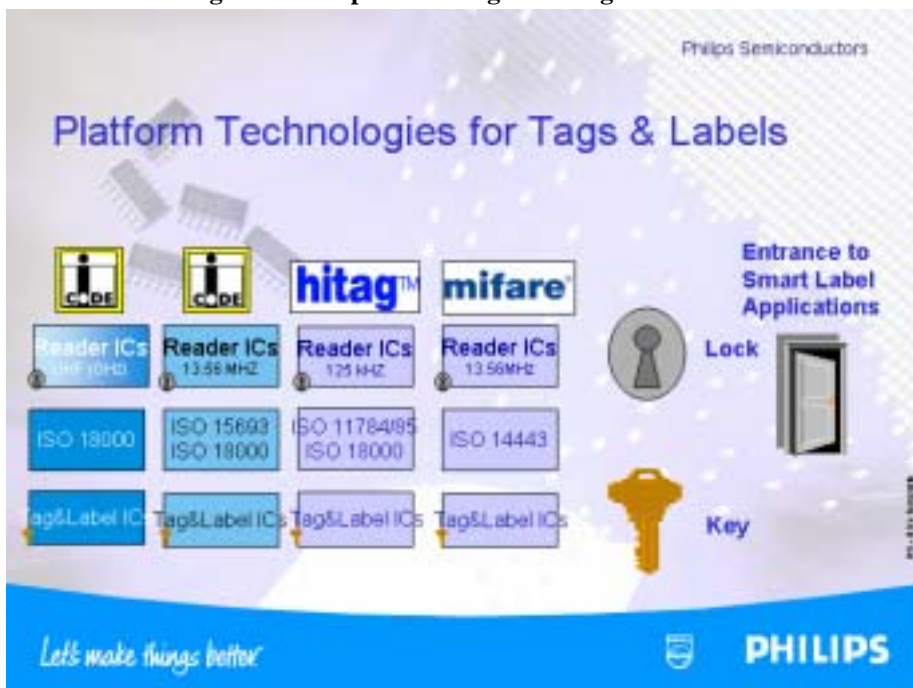 Philips Semiconductors
Platform Technologies for Tags & Labels
i
CODE
i
CODE
hitag™
mifare®
Entrance to
Smart Label
Applications
Reader ICs
Reader ICs
13.56 MHZ
Reader ICs
125 kHZ
Reader ICs
13.56MHz
Lock
ISO 18000
ISO 15693
ISO 18000
ISO 11784/85
ISO 18000
ISO 14443
Tag&Label ICs
Tag&Label ICs
Tag&Label ICs
Tag&Label ICs
Key
Let's make things better.
PHILIPS